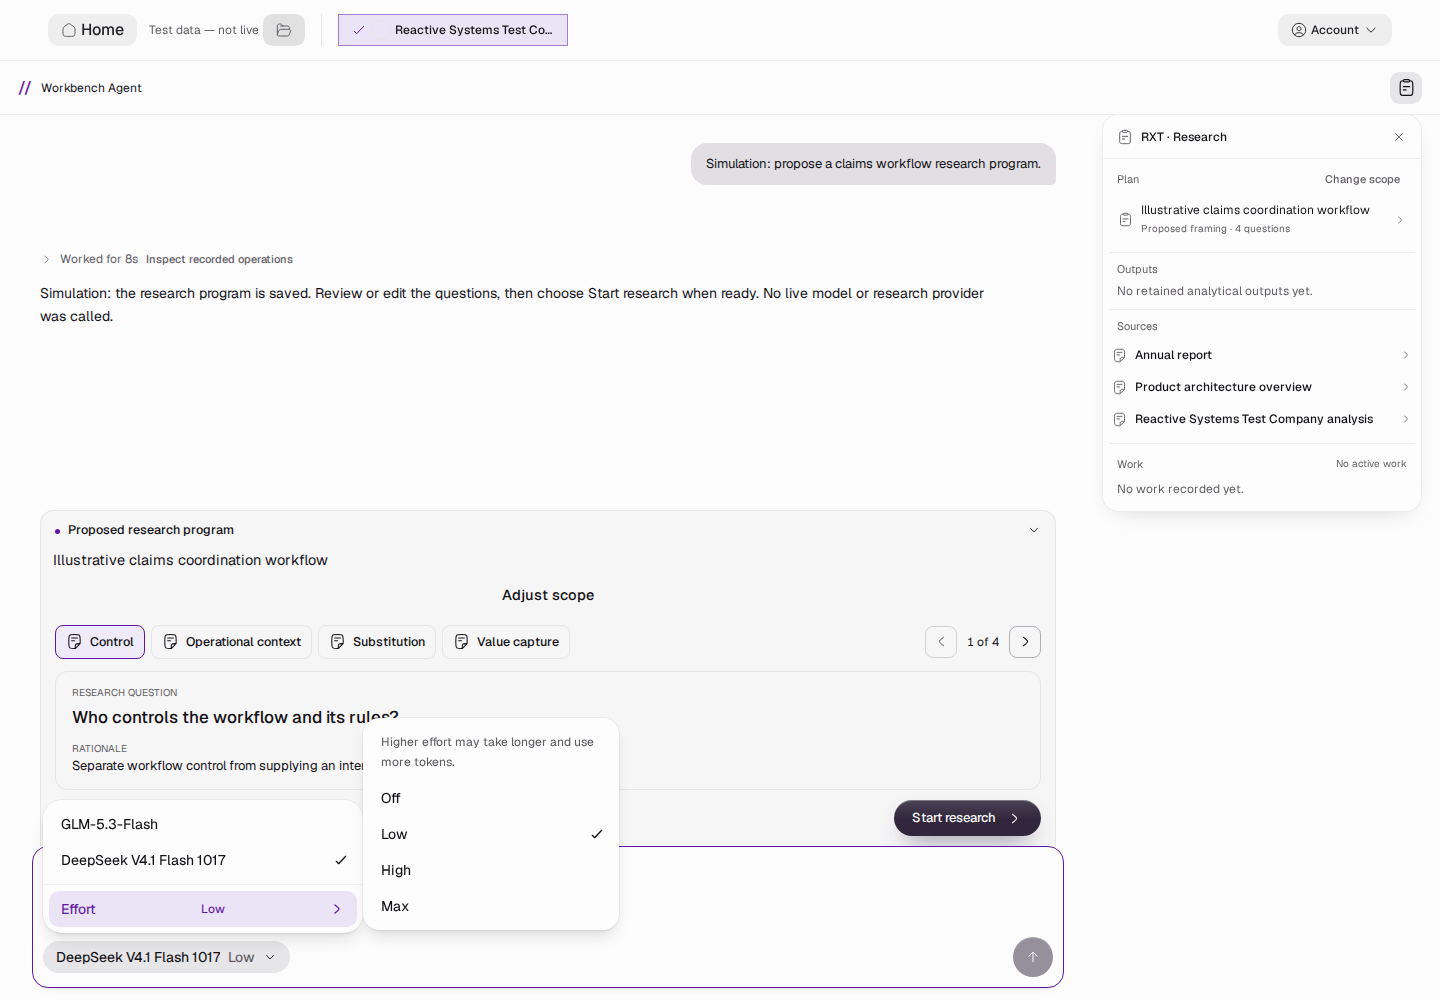 Home
Test data — not live
Reactive Systems Test Co...
Account
// Workbench Agent
Simulation: propose a claims workflow research program.
Worked for 8s Inspect recorded operations
Simulation: the research program is saved. Review or edit the questions, then choose Start research when ready. No live model or research provider
was called.
RXT · Research
Plan
Change scope
Illustrative claims coordination workflow
Proposed framing · 4 questions
Outputs
No retained analytical outputs yet.
Sources
Annual report
Product architecture overview
Reactive Systems Test Company analysis
Work
No active work
No work recorded yet.
Proposed research program
Illustrative claims coordination workflow
Adjust scope
Control
Operational context
Substitution
Value capture
1 of 4
RESEARCH QUESTION
Who controls the workflow and its rules?
RATIONALE
Separate workflow control from supplying an
Start research
Higher effort may take longer and use
more tokens.
Off
Low
High
Max
GLM-5.3-Flash
DeepSeek V4.1 Flash 1017
Effort Low
DeepSeek V4.1 Flash 1017 Low